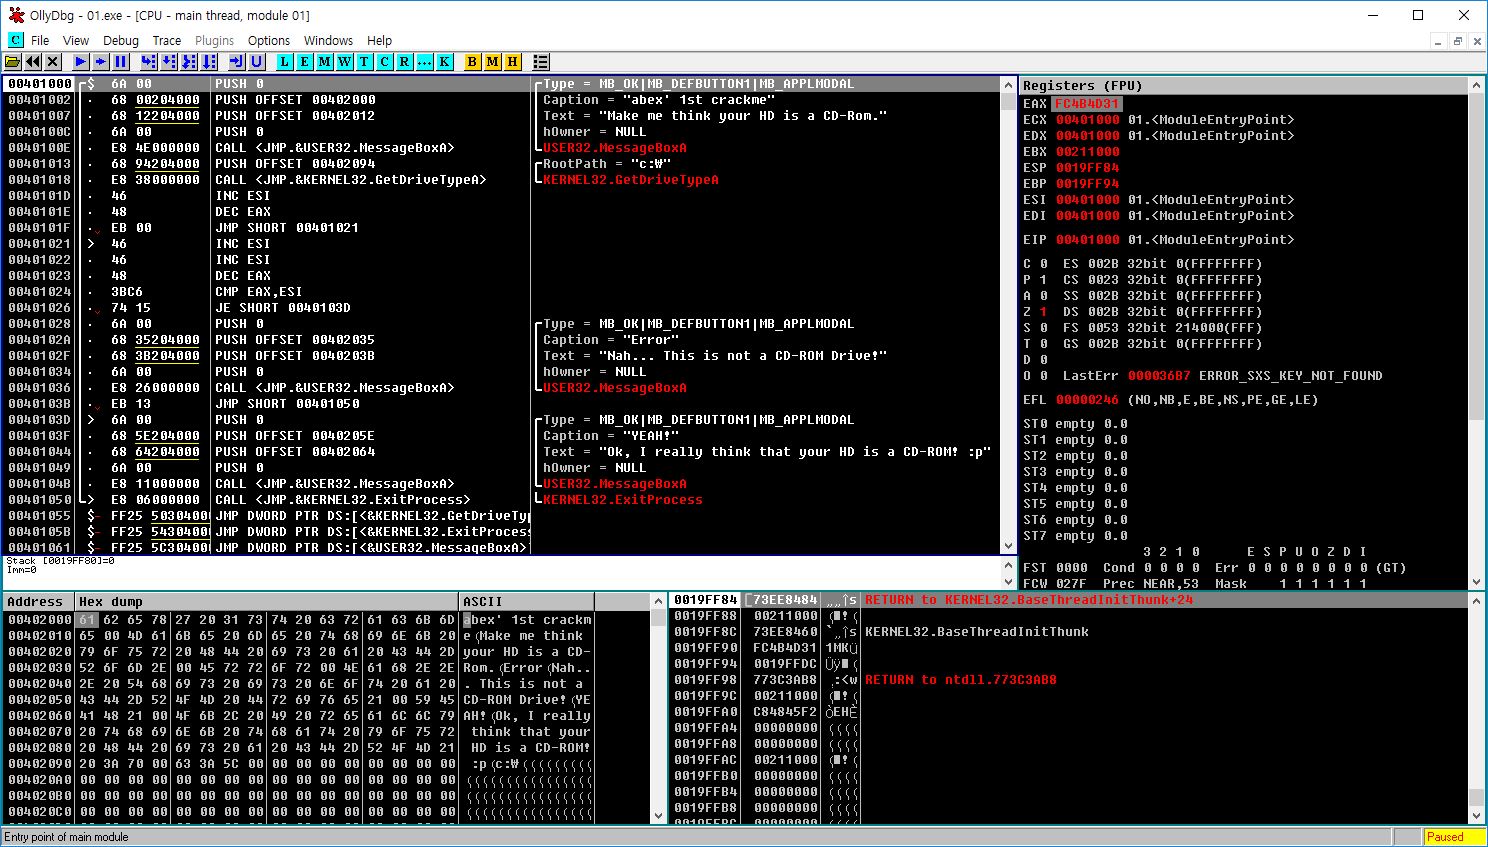 OllyDbg - 01.exe - [CPU - main thread, module 01]
C File View Debug Trace Plugins Options Windows Help
L E M W T C R ... K B M H
00401000 $ 6A 00 PUSH 0 Type = MB_OK|MB_DEFBUTTON1|MB_APPLMODAL
00401002 . 68 00204000 PUSH OFFSET 00402000 Caption = "abex' 1st crackme"
00401007 . 68 12204000 PUSH OFFSET 00402012 Text = "Make me think your HD is a CD-Rom."
0040100C . 6A 00 PUSH 0 hOwner = NULL
0040100E . E8 4E000000 CALL <JMP.&USER32.MessageBoxA> USER32.MessageBoxA
00401013 . 68 94204000 PUSH OFFSET 00402094 RootPath = "c:₩"
00401018 . E8 38000000 CALL <JMP.&KERNEL32.GetDriveTypeA> KERNEL32.GetDriveTypeA
0040101D . 46 INC ESI
0040101E . 48 DEC EAX
0040101F . EB 00 JMP SHORT 00401021
00401021 > 46 INC ESI
00401022 . 46 INC ESI
00401023 . 48 DEC EAX
00401024 . 3BC6 CMP EAX,ESI
00401026 . 74 15 JE SHORT 0040103D
00401028 . 6A 00 PUSH 0 Type = MB_OK|MB_DEFBUTTON1|MB_APPLMODAL
0040102A . 68 35204000 PUSH OFFSET 00402035 Caption = "Error"
0040102F . 68 3B204000 PUSH OFFSET 0040203B Text = "Nah... This is not a CD-ROM Drive!"
00401034 . 6A 00 PUSH 0 hOwner = NULL
00401036 . E8 26000000 CALL <JMP.&USER32.MessageBoxA> USER32.MessageBoxA
0040103B . EB 13 JMP SHORT 00401050
0040103D > 6A 00 PUSH 0 Type = MB_OK|MB_DEFBUTTON1|MB_APPLMODAL
0040103F . 68 5E204000 PUSH OFFSET 0040205E Caption = "YEAH!"
00401044 . 68 64204000 PUSH OFFSET 00402064 Text = "Ok, I really think that your HD is a CD-ROM! :p"
00401049 . 6A 00 PUSH 0 hOwner = NULL
0040104B . E8 11000000 CALL <JMP.&USER32.MessageBoxA> USER32.MessageBoxA
00401050 > E8 06000000 CALL <JMP.&KERNEL32.ExitProcess> KERNEL32.ExitProcess
00401055 $- FF25 5030400 JMP DWORD PTR DS:[<&KERNEL32.GetDriveTyp
0040105B $- FF25 5430400 JMP DWORD PTR DS:[<&KERNEL32.ExitProcess
00401061 $- FF25 5C30400 JMP DWORD PTR DS:[<&USER32.MessageBoxA>]
Stack [0019FF80]=0
Imm=0
Registers (FPU)
EAX FC4B4D31
ECX 00401000 01.<ModuleEntryPoint>
EDX 00401000 01.<ModuleEntryPoint>
EBX 00211000
ESP 0019FF84
EBP 0019FF94
ESI 00401000 01.<ModuleEntryPoint>
EDI 00401000 01.<ModuleEntryPoint>
EIP 00401000 01.<ModuleEntryPoint>
C 0 ES 002B 32bit 0(FFFFFFFF)
P 1 CS 0023 32bit 0(FFFFFFFF)
A 0 SS 002B 32bit 0(FFFFFFFF)
Z 1 DS 002B 32bit 0(FFFFFFFF)
S 0 FS 0053 32bit 214000(FFF)
T 0 GS 002B 32bit 0(FFFFFFFF)
D 0
O 0 LastErr 000036B7 ERROR_SXS_KEY_NOT_FOUND
EFL 00000246 (NO,NB,E,BE,NS,PE,GE,LE)
ST0 empty 0.0
ST1 empty 0.0
ST2 empty 0.0
ST3 empty 0.0
ST4 empty 0.0
ST5 empty 0.0
ST6 empty 0.0
ST7 empty 0.0
3 2 1 0 E S P U O Z D I
FST 0000 Cond 0 0 0 0 Err 0 0 0 0 0 0 0 0 (GT)
FCW 027F Prec NEAR,53 Mask 1 1 1 1 1 1
Address Hex dump ASCII
00402000 61 62 65 78 27 20 31 73 74 20 63 72 61 63 6B 6D abex' 1st crackm
00402010 65 00 4D 61 6B 65 20 6D 65 20 74 68 69 6E 6B 20 e(Make me think
00402020 79 6F 75 72 20 48 44 20 69 73 20 61 20 43 44 2D your HD is a CD-
00402030 52 6F 6D 2E 00 45 72 72 6F 72 00 4E 61 68 2E 2E Rom.(Error(Nah..
00402040 2E 20 54 68 69 73 20 69 73 20 6E 6F 74 20 61 20 . This is not a
00402050 43 44 2D 52 4F 4D 20 44 72 69 76 65 21 00 59 45 CD-ROM Drive!(YE
00402060 41 48 21 00 4F 6B 2C 20 49 20 72 65 61 6C 6C 79 AH!(Ok, I really
00402070 20 74 68 69 6E 6B 20 74 68 61 74 20 79 6F 75 72 think that your
00402080 20 48 44 20 69 73 20 61 20 43 44 2D 52 4F 4D 21 HD is a CD-ROM!
00402090 20 3A 70 00 63 3A 5C 00 00 00 00 00 00 00 00 00 :p(c:₩(((((((((
004020A0 00 00 00 00 00 00 00 00 00 00 00 00 00 00 00 00 ((((((((((((((((
004020B0 00 00 00 00 00 00 00 00 00 00 00 00 00 00 00 00 ((((((((((((((((
004020C0 00 00 00 00 00 00 00 00 00 00 00 00 00 00 00 00 ((((((((((((((((
0019FF84 [73EE8484 „„îs RETURN to KERNEL32.BaseThreadInitThunk+24
0019FF88 00211000
0019FF8C 73EE8460 `„îs KERNEL32.BaseThreadInitThunk
0019FF90 FC4B4D31 1MKü
0019FF94 0019FFDC
0019FF98 773C3AB8 ¸:<w RETURN to ntdll.773C3AB8
0019FF9C 00211000
0019FFA0 C84845F2 òEHÈ
0019FFA4 00000000 ((((
0019FFA8 00000000 ((((
0019FFAC 00211000
0019FFB0 00000000 ((((
0019FFB4 00000000 ((((
0019FFB8 00000000 ((((
0019FFBC 00000000
Entry point of main module
Paused